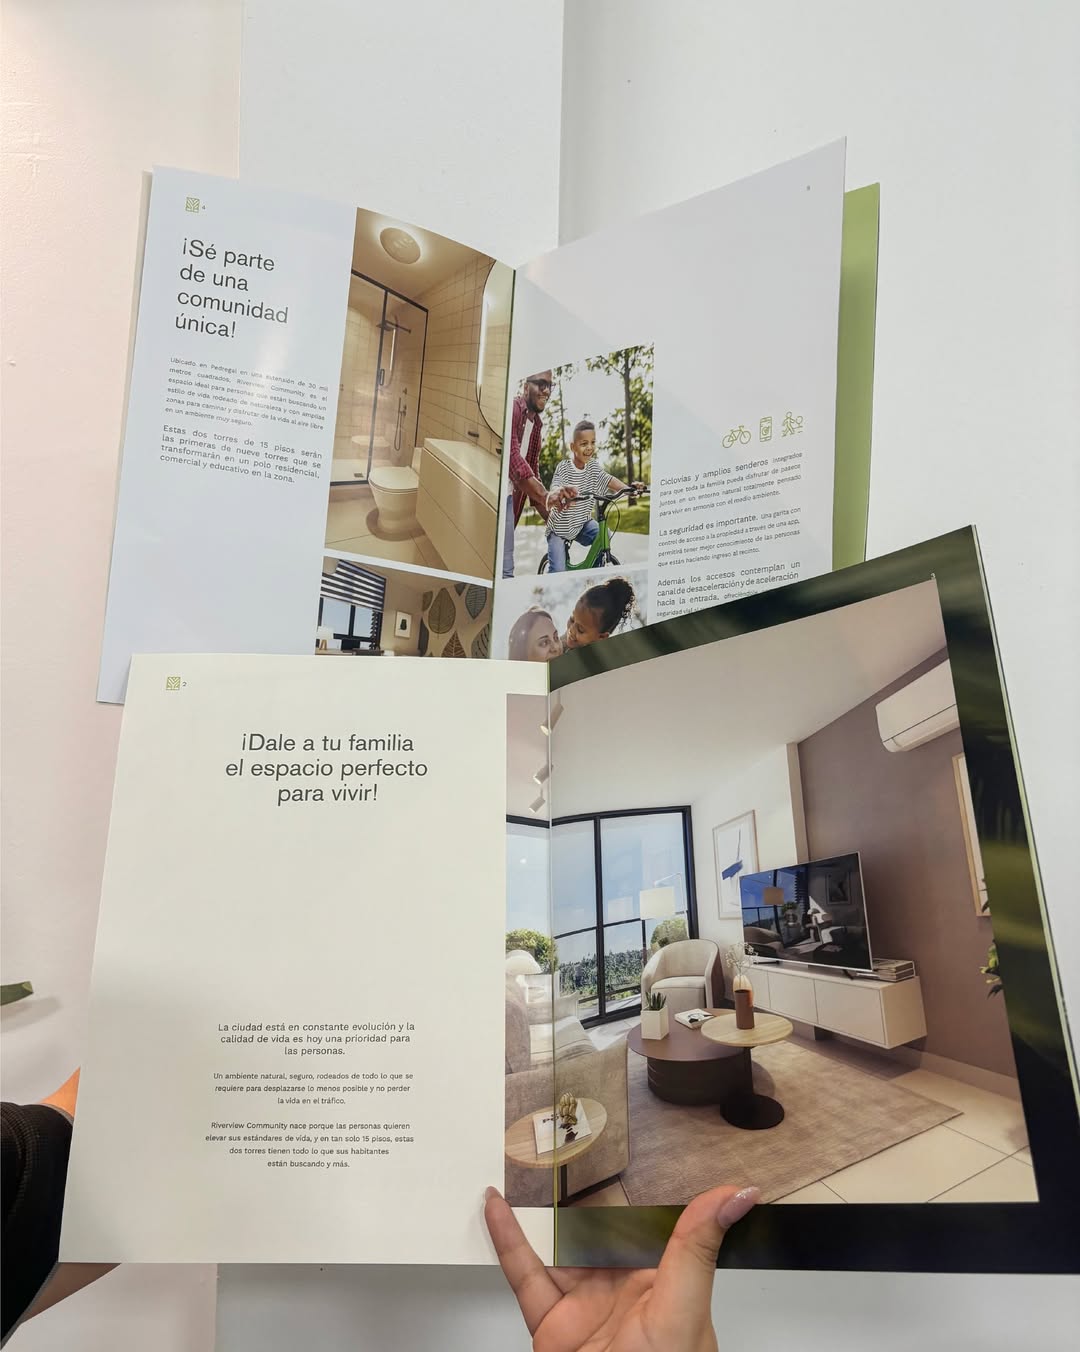 4
¡Sé parte
de una
comunidad
única!
Ubicado en Pedregal en una extensión de 30 mil
metros cuadrados, Riverview Community es el
espacio ideal para personas que están buscando un
estilo de vida rodeado de naturaleza y con amplias
zonas para caminar y disfrutar de la vida al aire libre
en un ambiente muy seguro.
Estas dos torres de 15 pisos serán
las primeras de nueve torres que se
transformarán en un polo residencial,
comercial y educativo en la zona.
Ciclovías y amplios senderos integrados
para que toda la familia pueda disfrutar de paseos
juntos en un entorno natural totalmente pensado
para vivir en armonía con el medio ambiente.
La seguridad es importante. Una garita con
control de acceso a la propiedad a través de una app,
permitirá tener mejor conocimiento de las personas
que están haciendo ingreso al recinto.
Además los accesos contemplan un
canal de desaceleración y de aceleración
hacia la entrada,
seguridad vial
2
¡Dale a tu familia
el espacio perfecto
para vivir!
La ciudad está en constante evolución y la
calidad de vida es hoy una prioridad para
las personas.
Un ambiente natural, seguro, rodeados de todo lo que se
requiere para desplazarse lo menos posible y no perder
la vida en el tráfico.
Riverview Community nace porque las personas quieren
elevar sus estándares de vida, y en tan solo 15 pisos, estas
dos torres tienen todo lo que sus habitantes
están buscando y más.